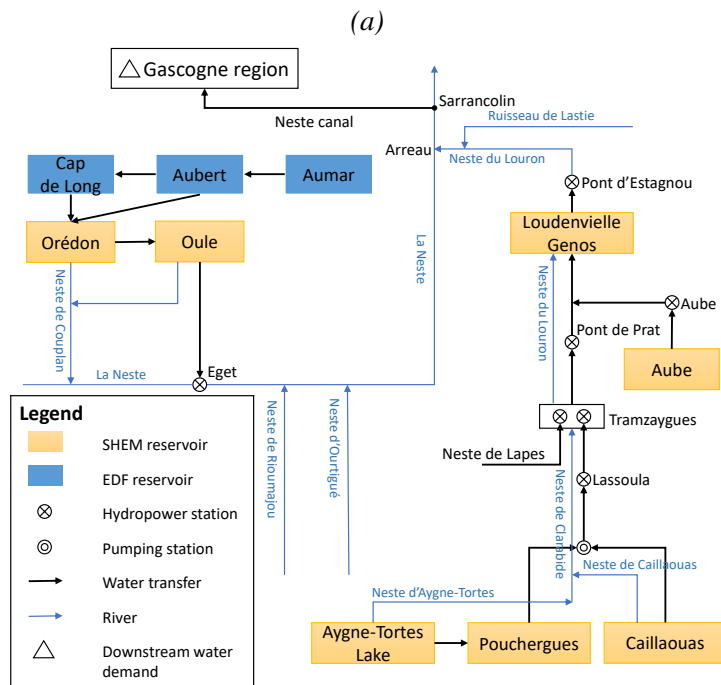 (a)
Gascogne region
Sarrancolin
Neste canal
Ruisseau de Lastie
Arreau
Neste du Louron
Cap
de Long
Aubert
Aumar
Pont d'Estagnou
Orédon
Oule
Loudenvielle
Genos
La Neste
Neste de Couplan
Neste du Louron
Aube
Pont de Prat
Aube
La Neste
Eget
Neste de Rioumajou
Neste d'Ourtigué
Tramzaygues
Neste de Lapes
Lassoula
Neste de Clarabide
Neste de Caillaouas
Neste d'Aygne-Tortes
Aygne-Tortes
Lake
Pouchergues
Caillaouas
Legend
SHEM reservoir
EDF reservoir
Hydropower station
Pumping station
Water transfer
River
Downstream water
demand